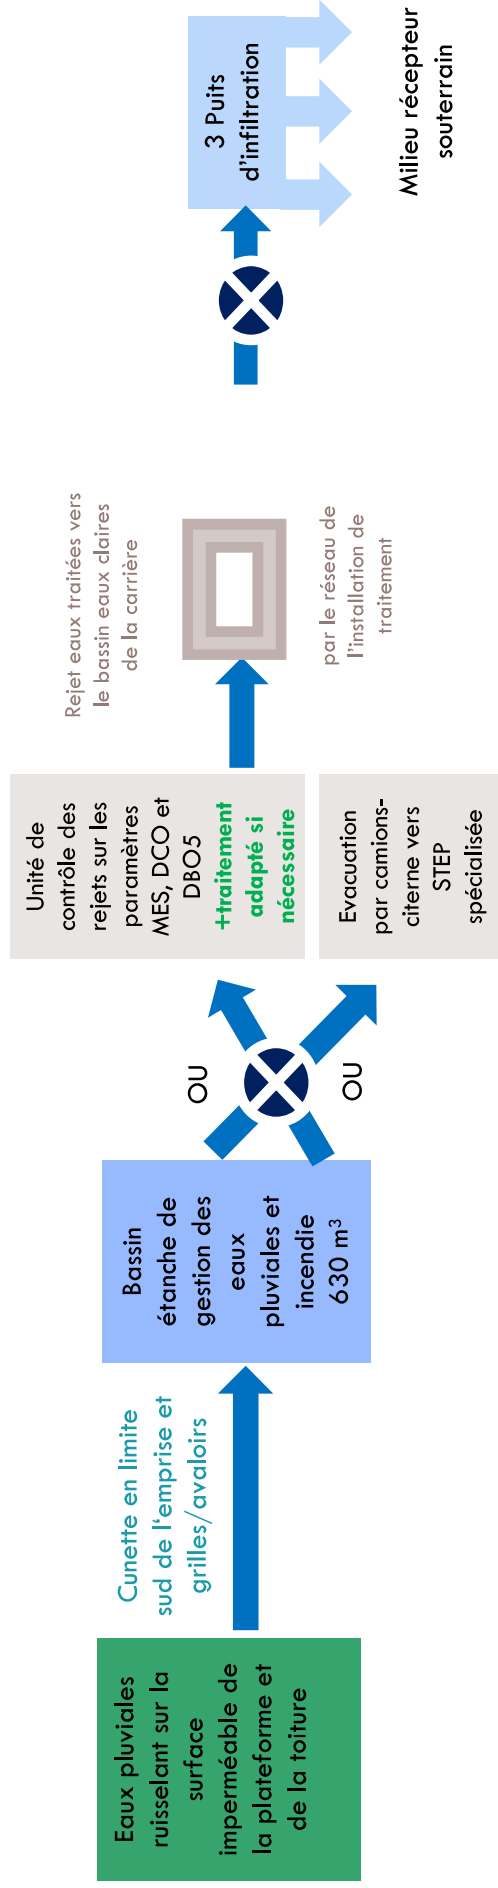 Eaux pluviales
ruisselant sur la
surface
imperméable de
la plateforme et
de la toiture
Cunette en limite
sud de l'emprise et
grilles/avaloirs
Bassin
étanche de
gestion des
eaux
pluviales et
incendie
630 m³
OU
OU
Unité de
contrôle des
rejets sur les
paramètres
MES, DCO et
DBO5
+traitement
adapté si
nécessaire
Evacuation
par camions-
citerne vers
STEP
spécialisée
Rejet eaux traitées vers
le bassin eaux claires
de la carrière
par le réseau de
l'installation de
traitement
3 Puits
d'infiltration
Milieu récepteur
souterrain